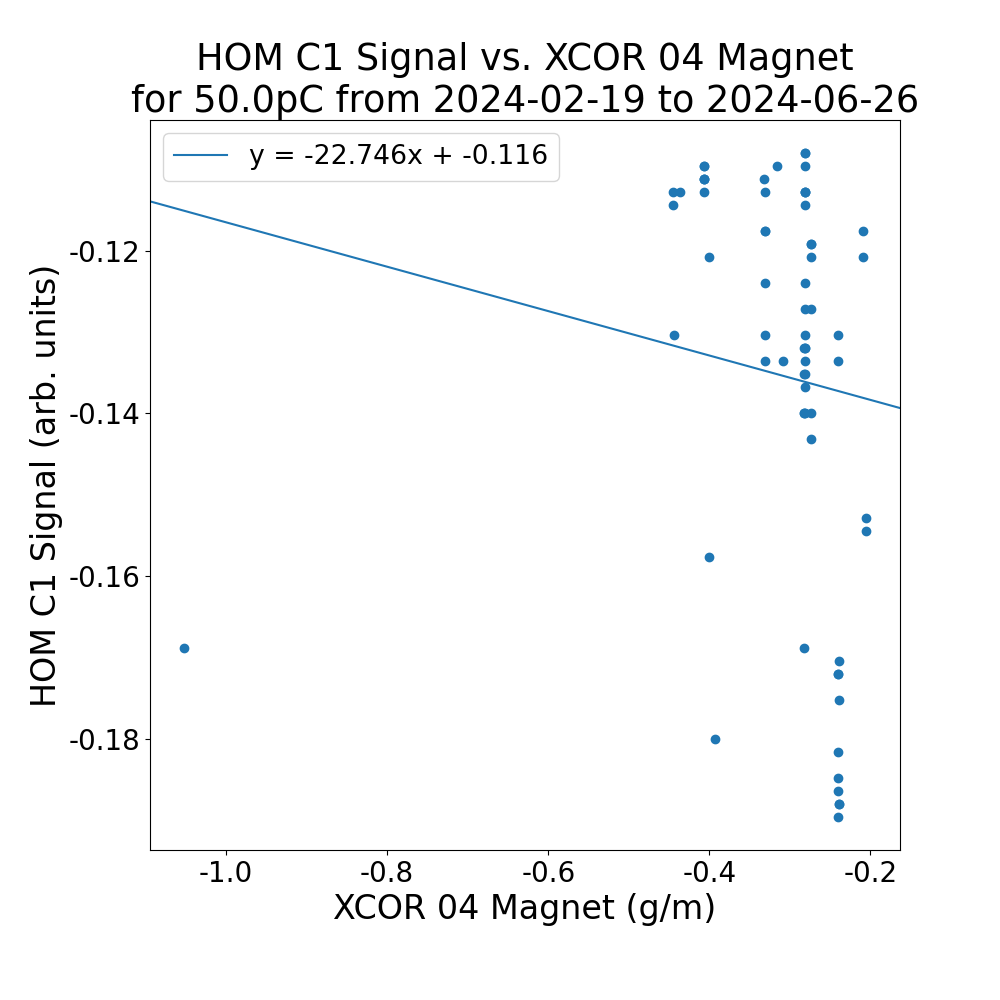 HOM C1 Signal vs. XCOR 04 Magnet
for 50.0pC from 2024-02-19 to 2024-06-26
y = -22.746x + -0.116
HOM C1 Signal (arb. units)
-0.12
-0.14
-0.16
-0.18
-1.0
-0.8
-0.6
-0.4
-0.2
XCOR 04 Magnet (g/m)